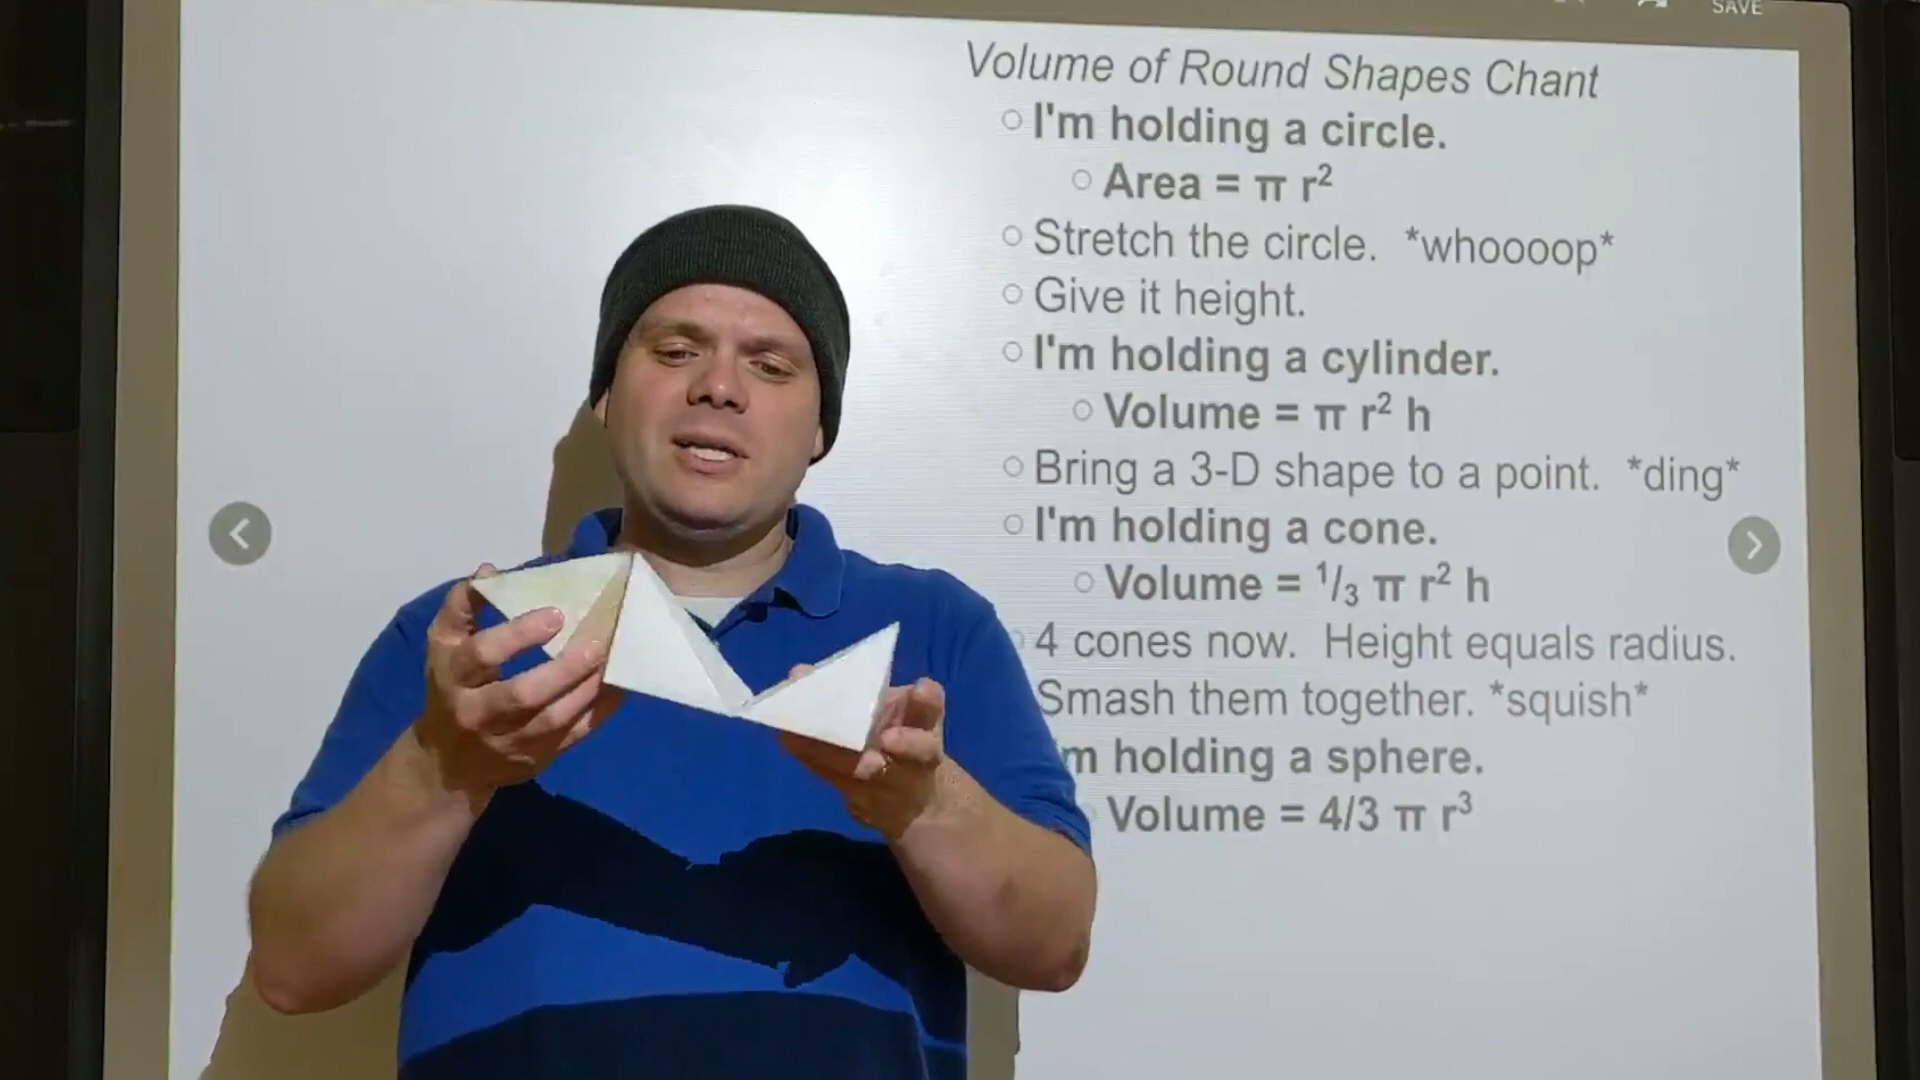 SAVE
Volume of Round Shapes Chant
I'm holding a circle.
Area = π r²
Stretch the circle. *whoooop*
Give it height.
I'm holding a cylinder.
Volume = π r² h
Bring a 3-D shape to a point. *ding*
I'm holding a cone.
Volume = ¹/₃ π r² h
4 cones now. Height equals radius.
Smash them together. *squish*
m holding a sphere.
Volume = 4/3 π r³